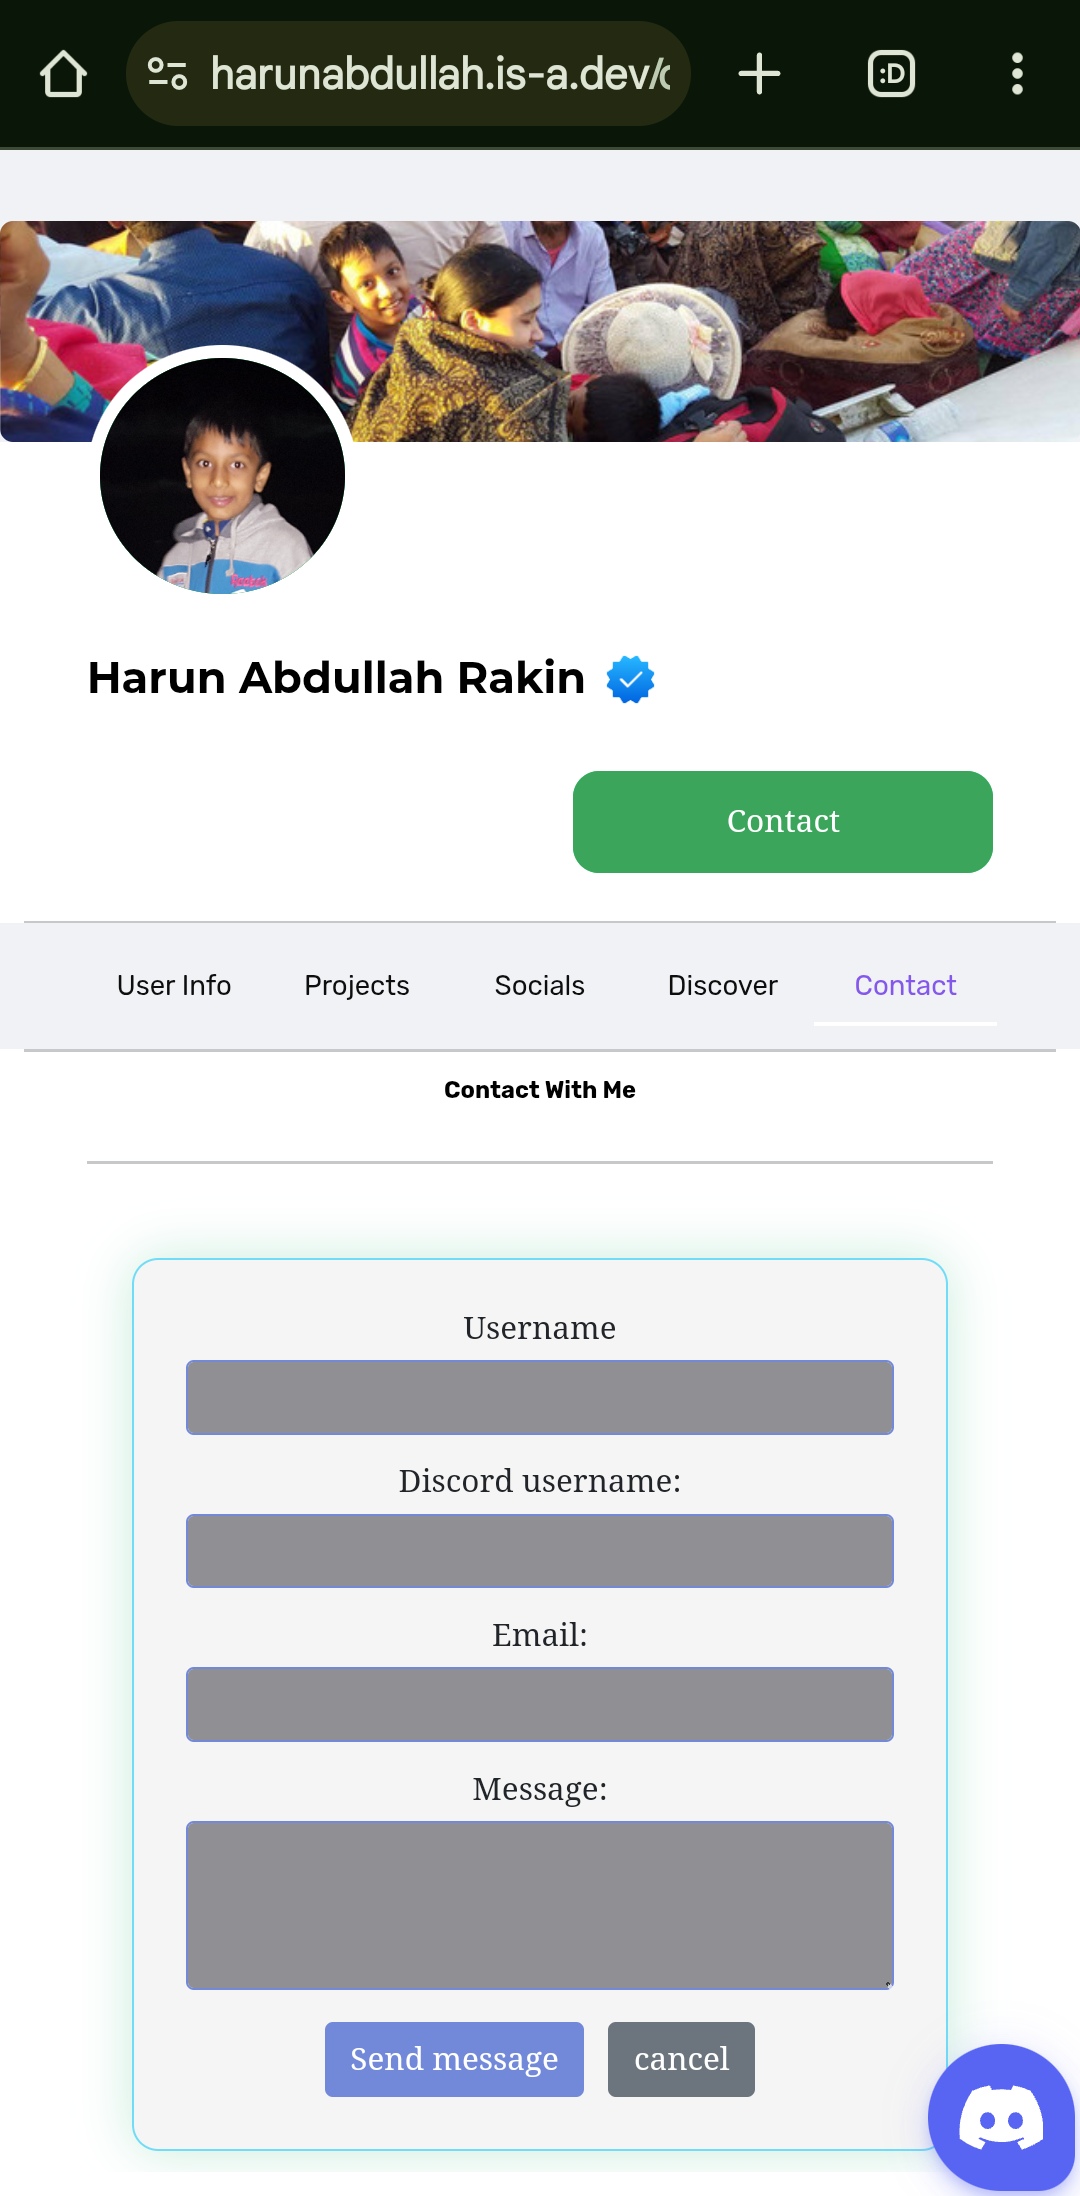 harunabdullah.is-a.dev/
:D
Harun Abdullah Rakin
Contact
User Info Projects Socials Discover Contact
Contact With Me
Username
Discord username:
Email:
Message:
Send message cancel